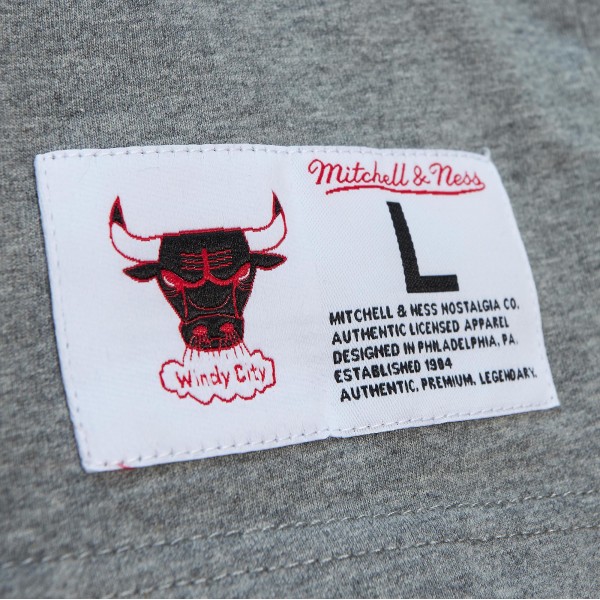 Windy City
Mitchell & Ness
L
MITCHELL & NESS NOSTALGIA CO.
AUTHENTIC LICENSED APPAREL
DESIGNED IN PHILADELPHIA, PA.
ESTABLISHED 1904
AUTHENTIC. PREMIUM. LEGENDARY.